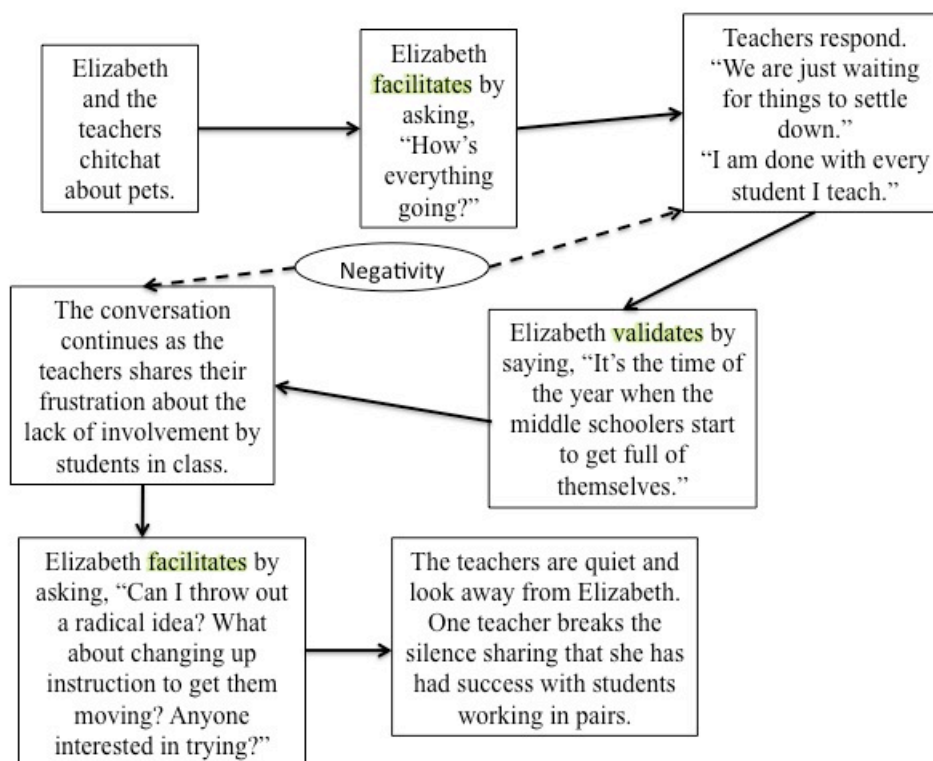 Elizabeth
and the
teachers
chitchat
about pets.
Elizabeth
facilitates by
asking,
“How’s
everything
going?”
Teachers respond.
“We are just waiting
for things to settle
down.”
“I am done with every
student I teach.”
Negativity
Elizabeth validates by
saying, “It’s the time of
the year when the
middle schoolers start
to get full of
themselves.”
The conversation
continues as the
teachers shares their
frustration about the
lack of involvement by
students in class.
Elizabeth facilitates by
asking, “Can I throw out
a radical idea? What
about changing up
instruction to get them
moving? Anyone
interested in trying?”
The teachers are quiet and
look away from Elizabeth.
One teacher breaks the
silence sharing that she has
had success with students
working in pairs.